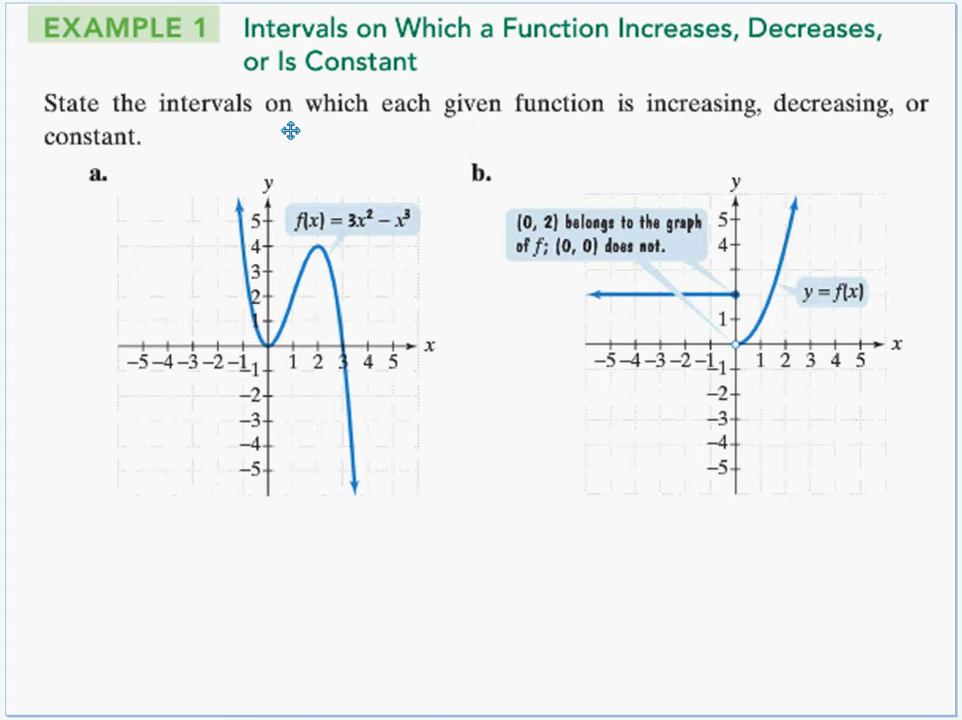 EXAMPLE 1 Intervals on Which a Function Increases, Decreases,
or Is Constant
State the intervals on which each given function is increasing, decreasing, or
constant.
a.
y
f(x) = 3x² – x³
5
4
3
2
1
–5 –4 –3 –2 –1 1 2 3 4 5 x
–1
–2
–3
–4
–5
b.
y
(0, 2) belongs to the graph
of f; (0, 0) does not.
5
4
y = f(x)
1
–5 –4 –3 –2 –1 1 2 3 4 5 x
–1
–2
–3
–4
–5